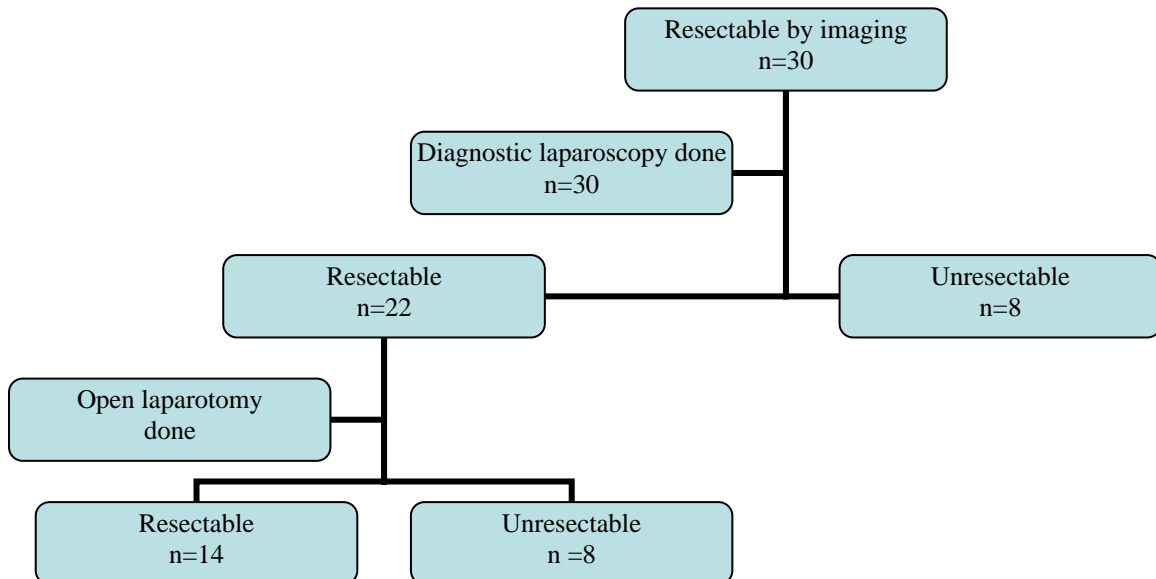 Resectable by imaging
n=30
Diagnostic laparoscopy done
n=30
Resectable
n=22
Unresectable
n=8
Open laparotomy
done
Resectable
n=14
Unresectable
n =8